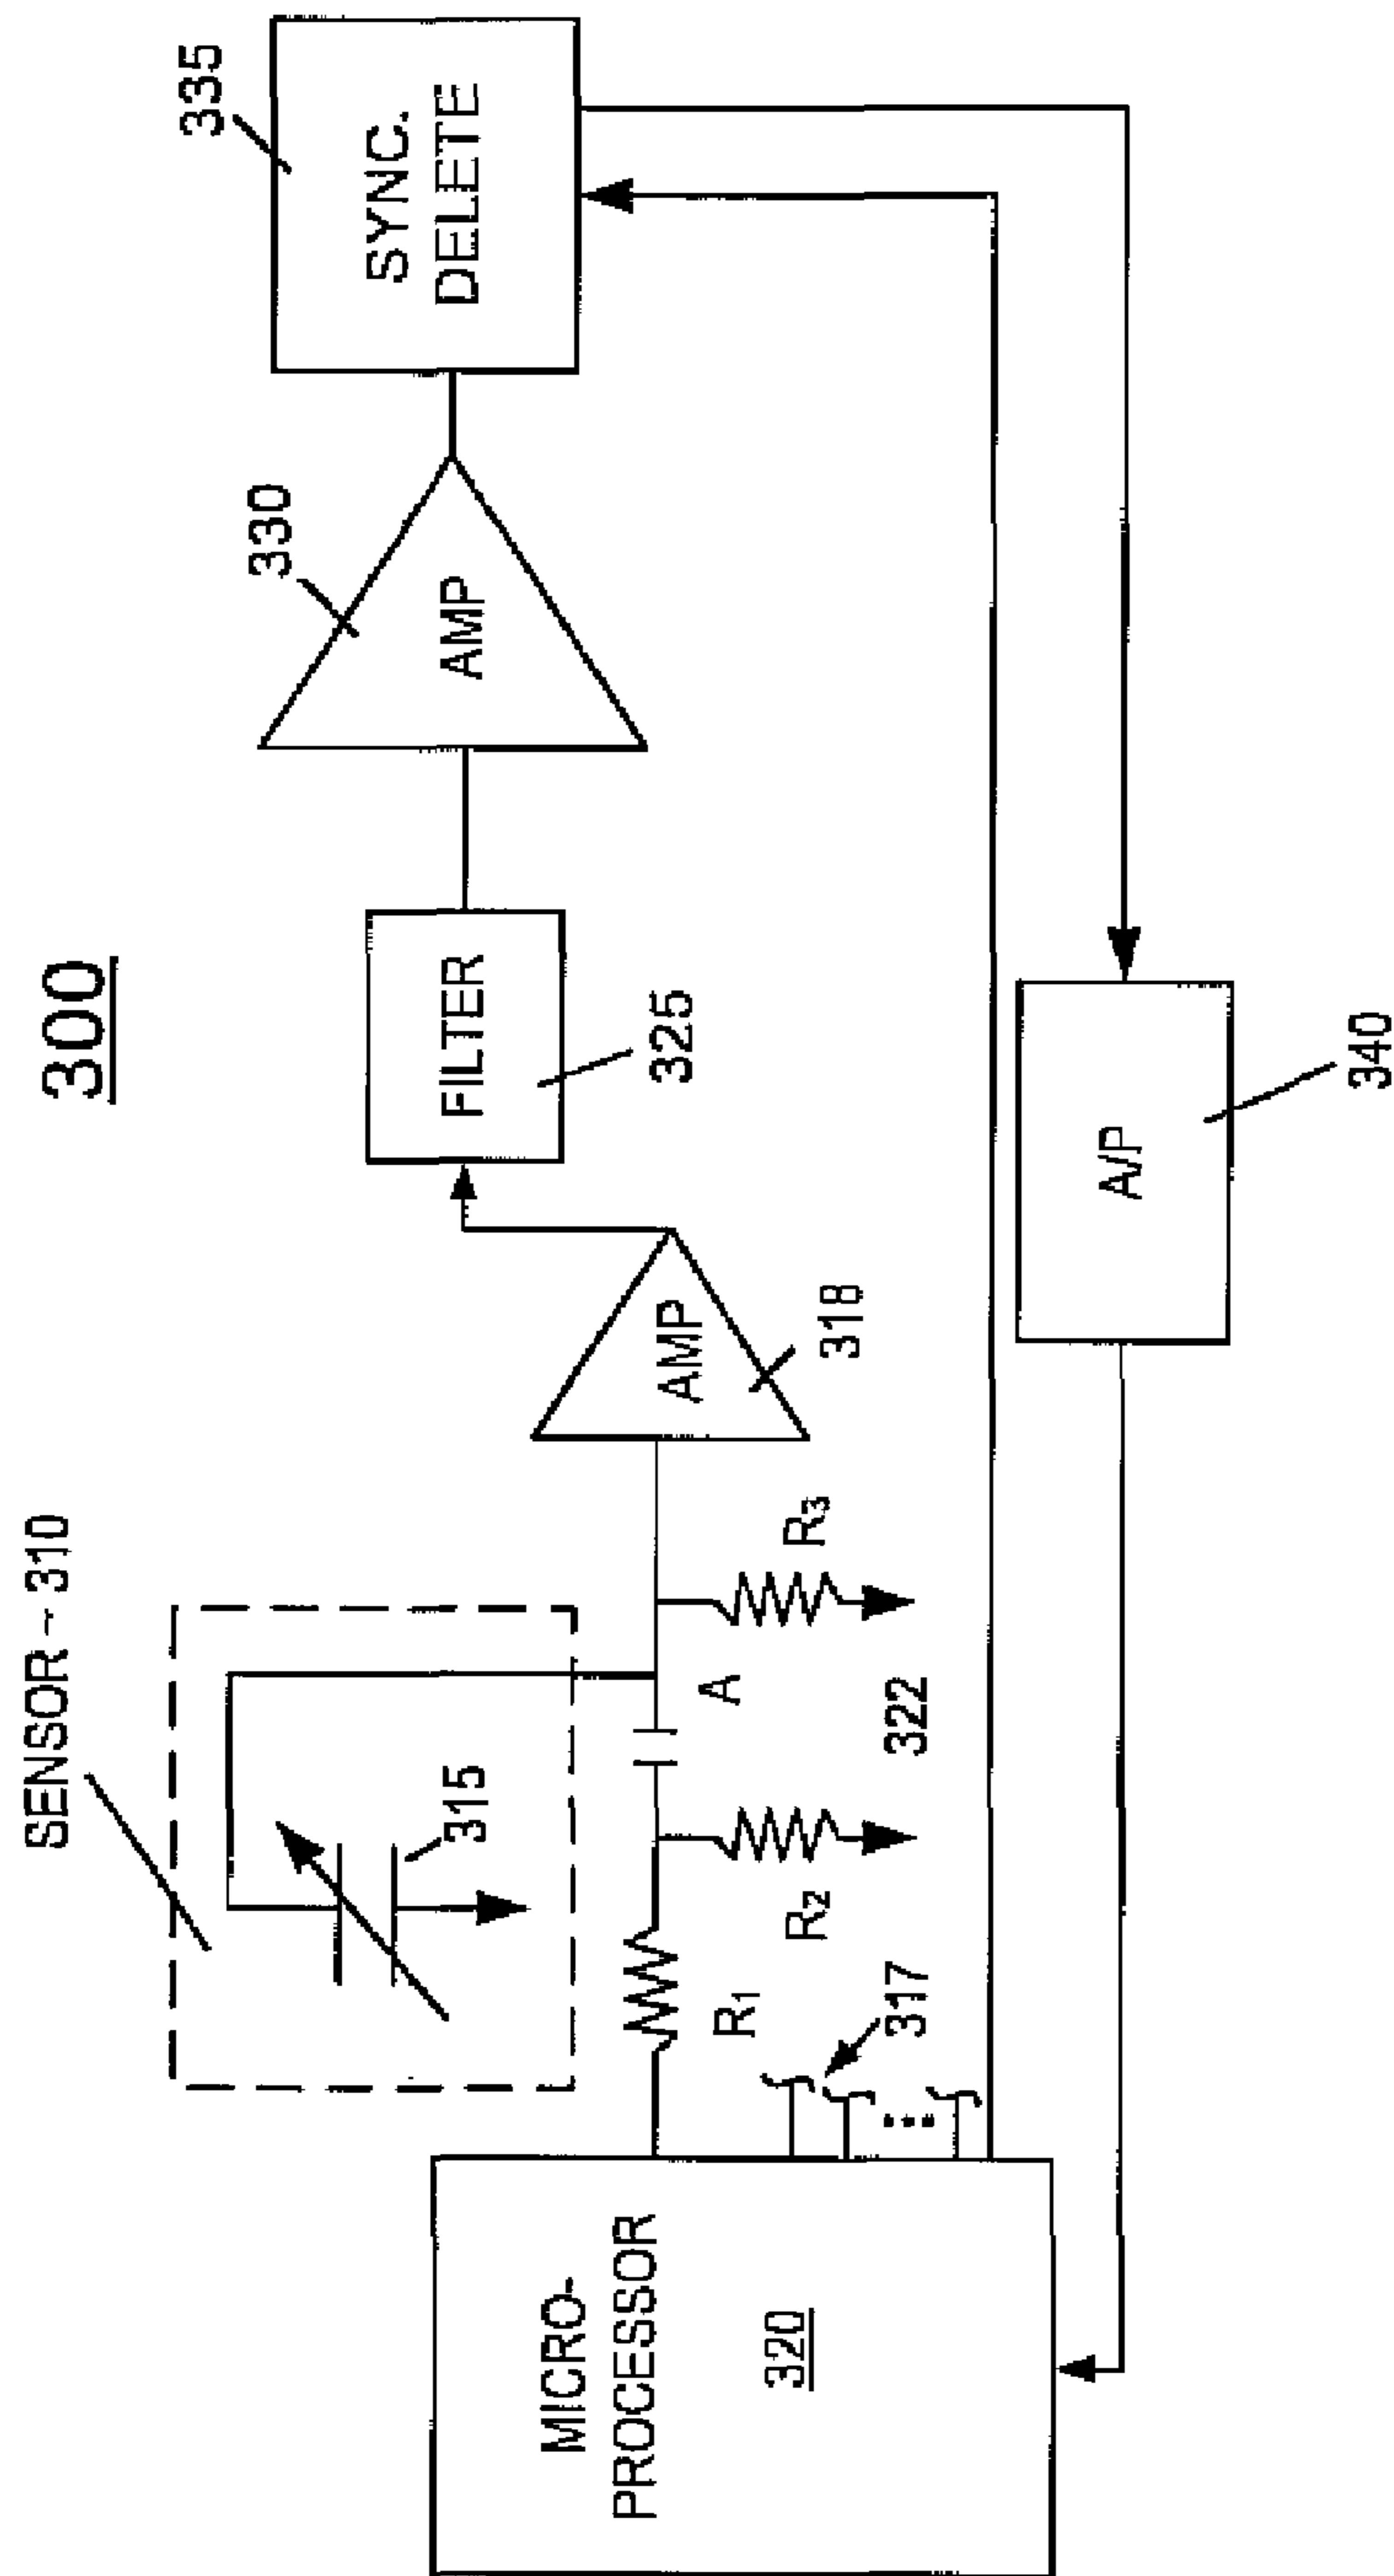 300
SENSOR – 310
315
335
SYNC.
DELETE
330
AMP
FILTER
325
AMP
318
R1
R2
A
R3
322
317
MICRO-
PROCESSOR
320
A/P
340